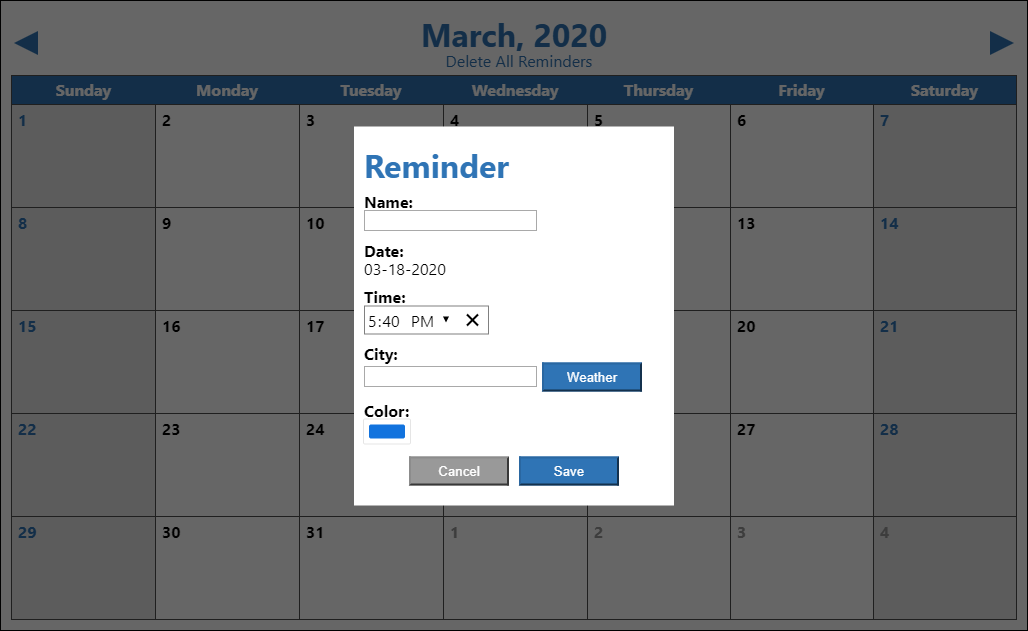 March, 2020
Delete All Reminders
Sunday Monday Tuesday Wednesday Thursday Friday Saturday
1 2 3 4 5 6 7
Reminder
Name:
8 9 10 13 14
Date:
03-18-2020
Time:
5:40 PM
15 16 17 20 21
City:
Weather
Color:
22 23 24 27 28
Cancel Save
29 30 31 1 2 3 4